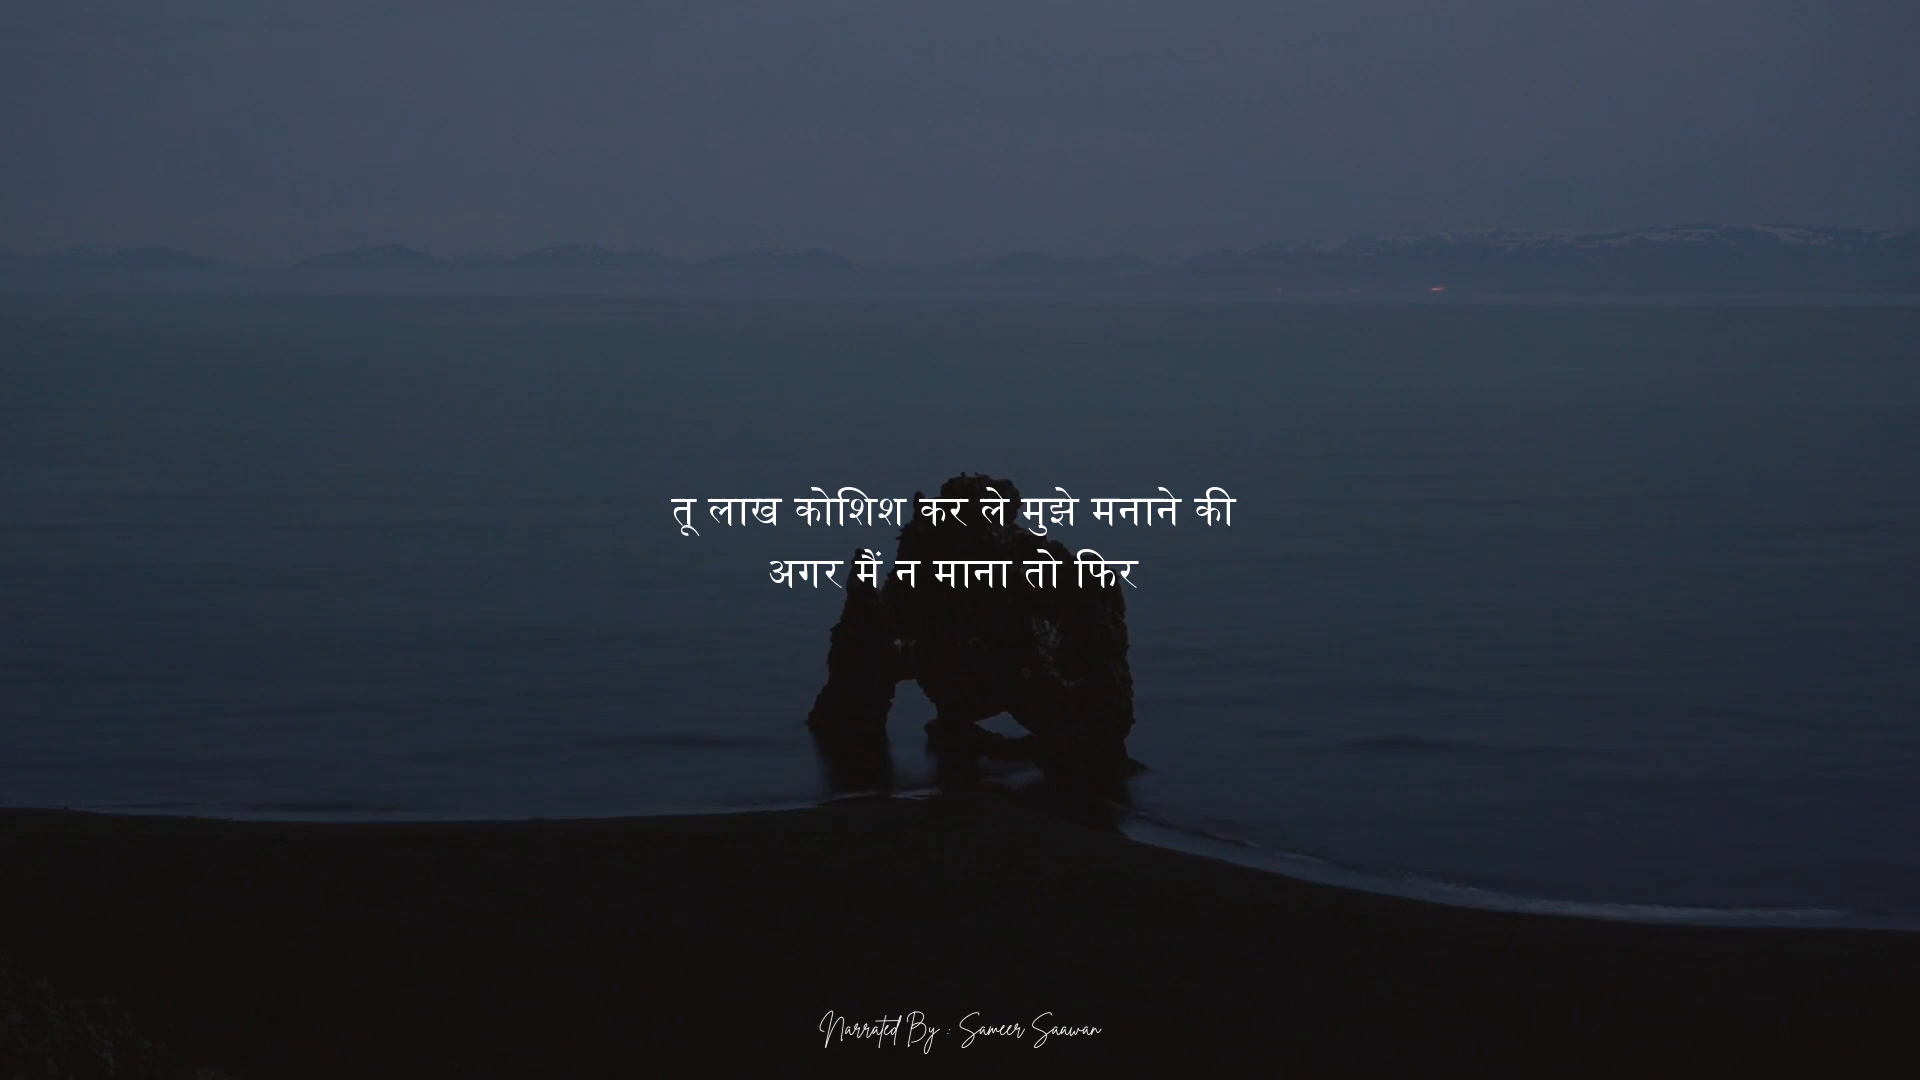 तू लाख कोशिश कर ले मुझे मनाने की
अगर मैं न माना तो फिर
Narrated By : Sameer Saawan